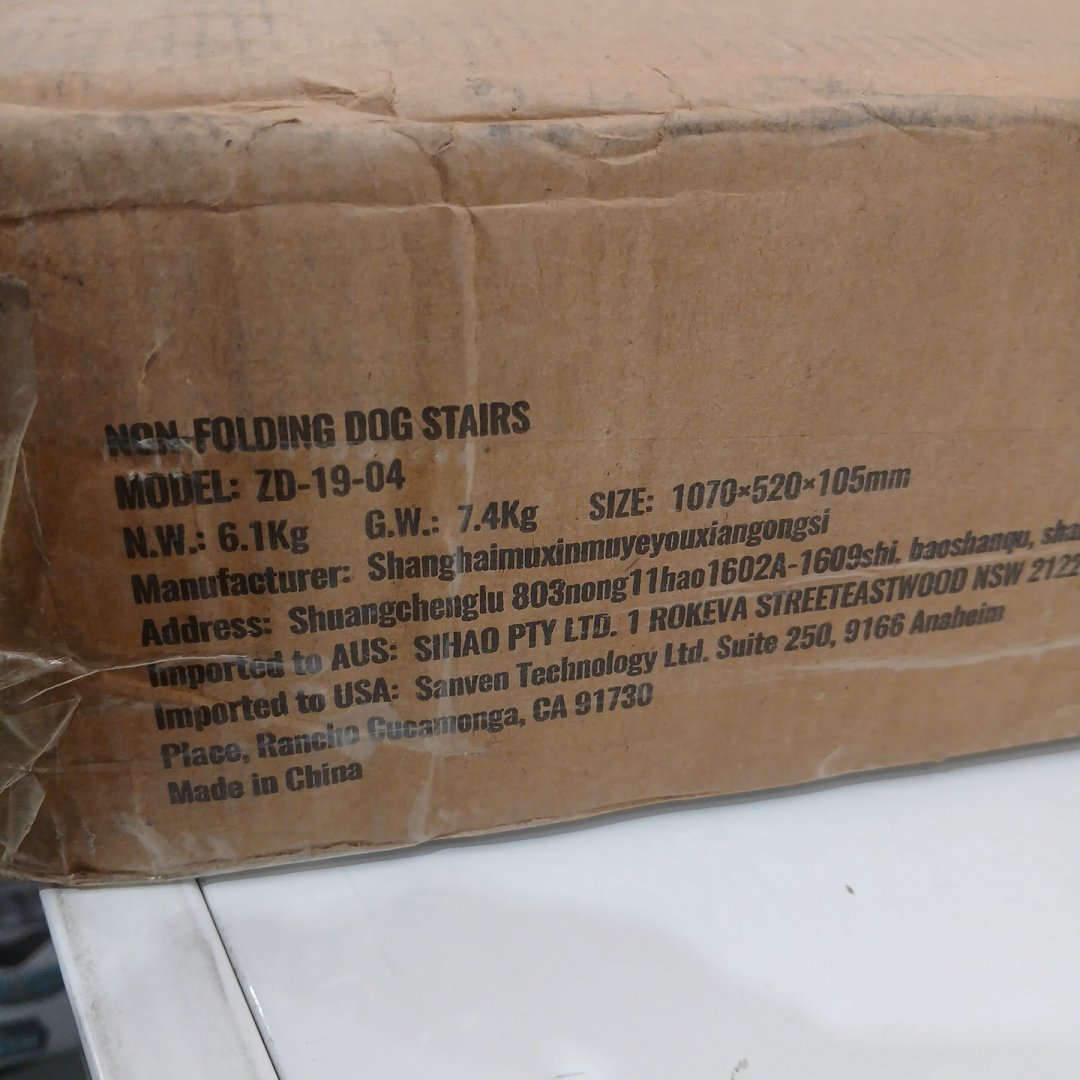 NON-FOLDING DOG STAIRS
MODEL: ZD-19-04
N.W.: 6.1Kg G.W.: 7.4Kg SIZE: 1070×520×105mm
Manufacturer: Shanghaimuxinmuyeyouxiangongsi
Address: Shuangchenglu 803nong11hao1602A-1609shi, baoshanqu, sha
Imported to AUS: SIHAO PTY LTD. 1 ROKEVA STREETEASTWOOD NSW 2122
Imported to USA: Sanven Technology Ltd. Suite 250, 9166 Anaheim
Place, Rancho Cucamonga, CA 91730
Made in China